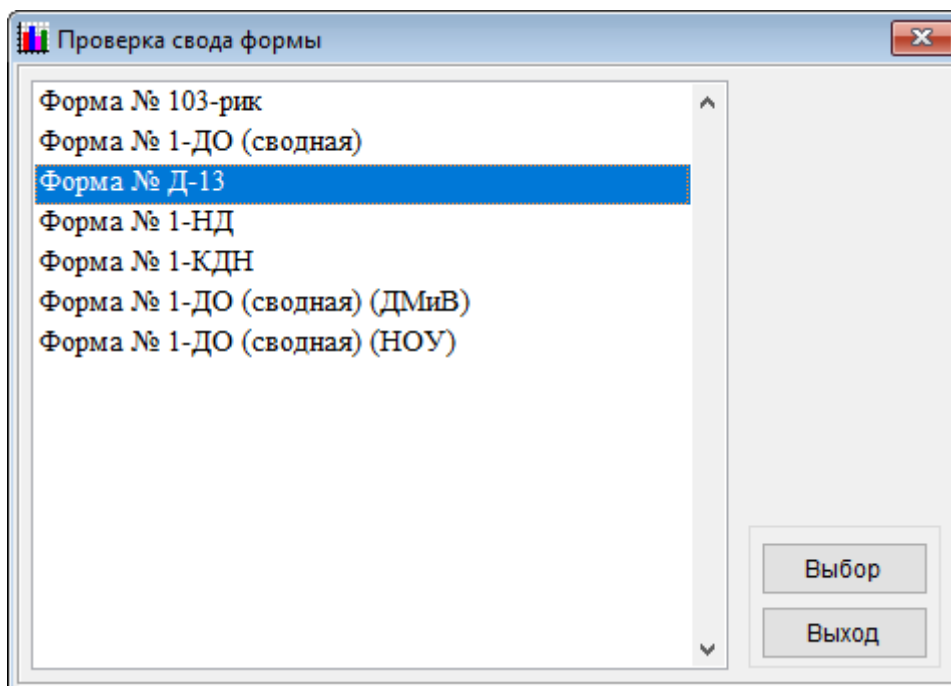 Проверка свода формы
Форма № 103-рик
Форма № 1-ДО (сводная)
Форма № Д-13
Форма № 1-НД
Форма № 1-КДН
Форма № 1-ДО (сводная) (ДМиВ)
Форма № 1-ДО (сводная) (НОУ)
Выбор
Выход